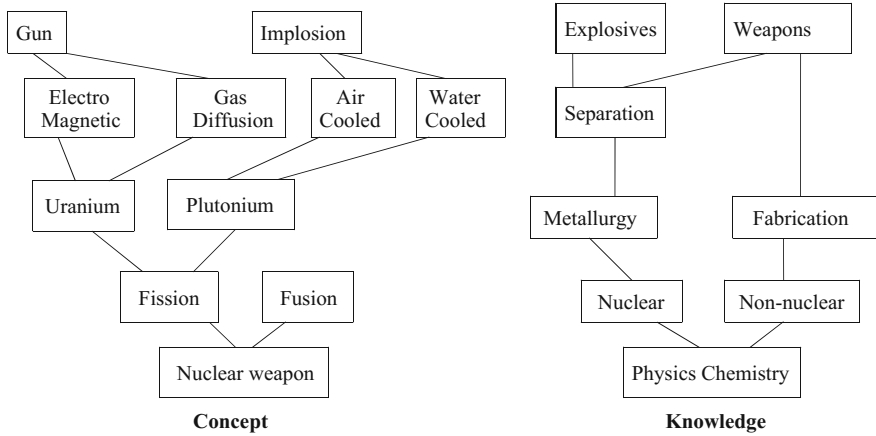 Gun
Implosion
Explosives
Weapons
Electro
Magnetic
Gas
Diffusion
Air
Cooled
Water
Cooled
Separation
Uranium
Plutonium
Metallurgy
Fabrication
Fission
Fusion
Nuclear
Non-nuclear
Nuclear weapon
Physics Chemistry
Concept
Knowledge